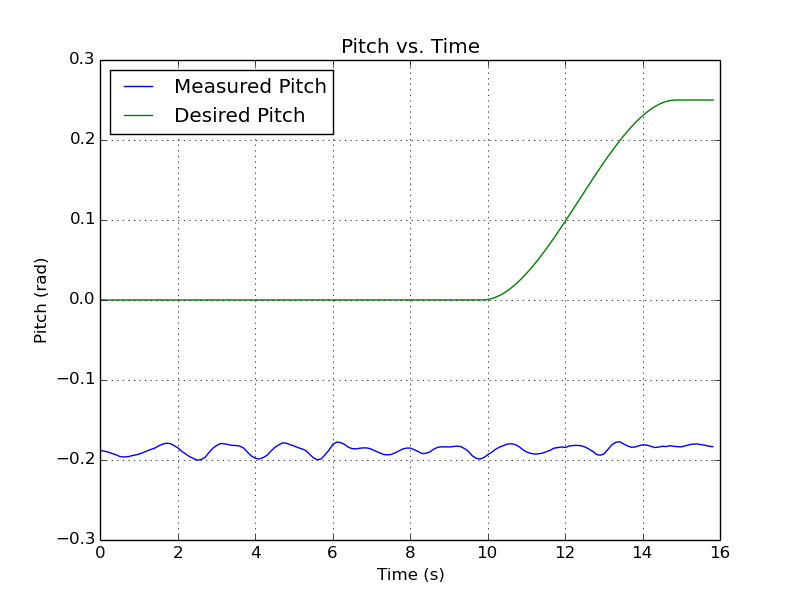 Pitch vs. Time
0.3
Measured Pitch
Desired Pitch
0.2
0.1
0.0
−0.1
−0.2
−0.3
Pitch (rad)
0 2 4 6 8 10 12 14 16
Time (s)